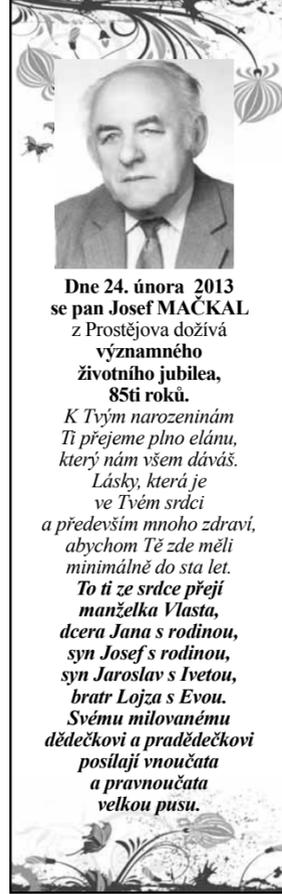 Dne 24. února 2013
se pan Josef MAČKAL
z Prostějova dožívá
významného
životního jubilea,
85ti roků.
K Tvým narozeninám
Ti přejeme plno elánu,
který nám všem dáváš.
Lásky, která je
ve Tvém srdci
a především mnoho zdraví,
abychom Tě zde měli
minimálně do sta let.
To ti ze srdce přejí
manželka Vlasta,
dcera Jana s rodinou,
syn Josef s rodinou,
syn Jaroslav s Ivetou,
bratr Lojza s Evou.
Svému milovanému
dědečkovi a pradědečkovi
posílají vnoučata
a pravnoučata
velkou pusu.